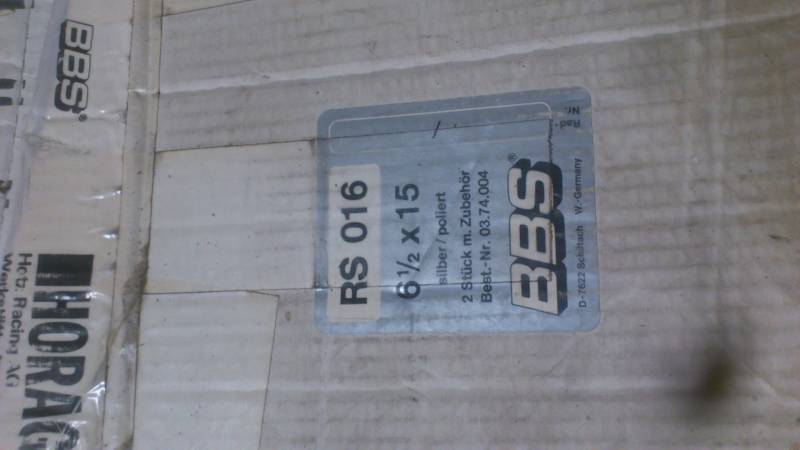 BBS®
HORAG
Hotz Racing AG
Rad-
Nr.
RS 016
6½ x 15
silber / poliert
2 Stück m. Zubehör
Best.-Nr. 03.74.004
BBS®
D-7622 Schiltach W.-Germany